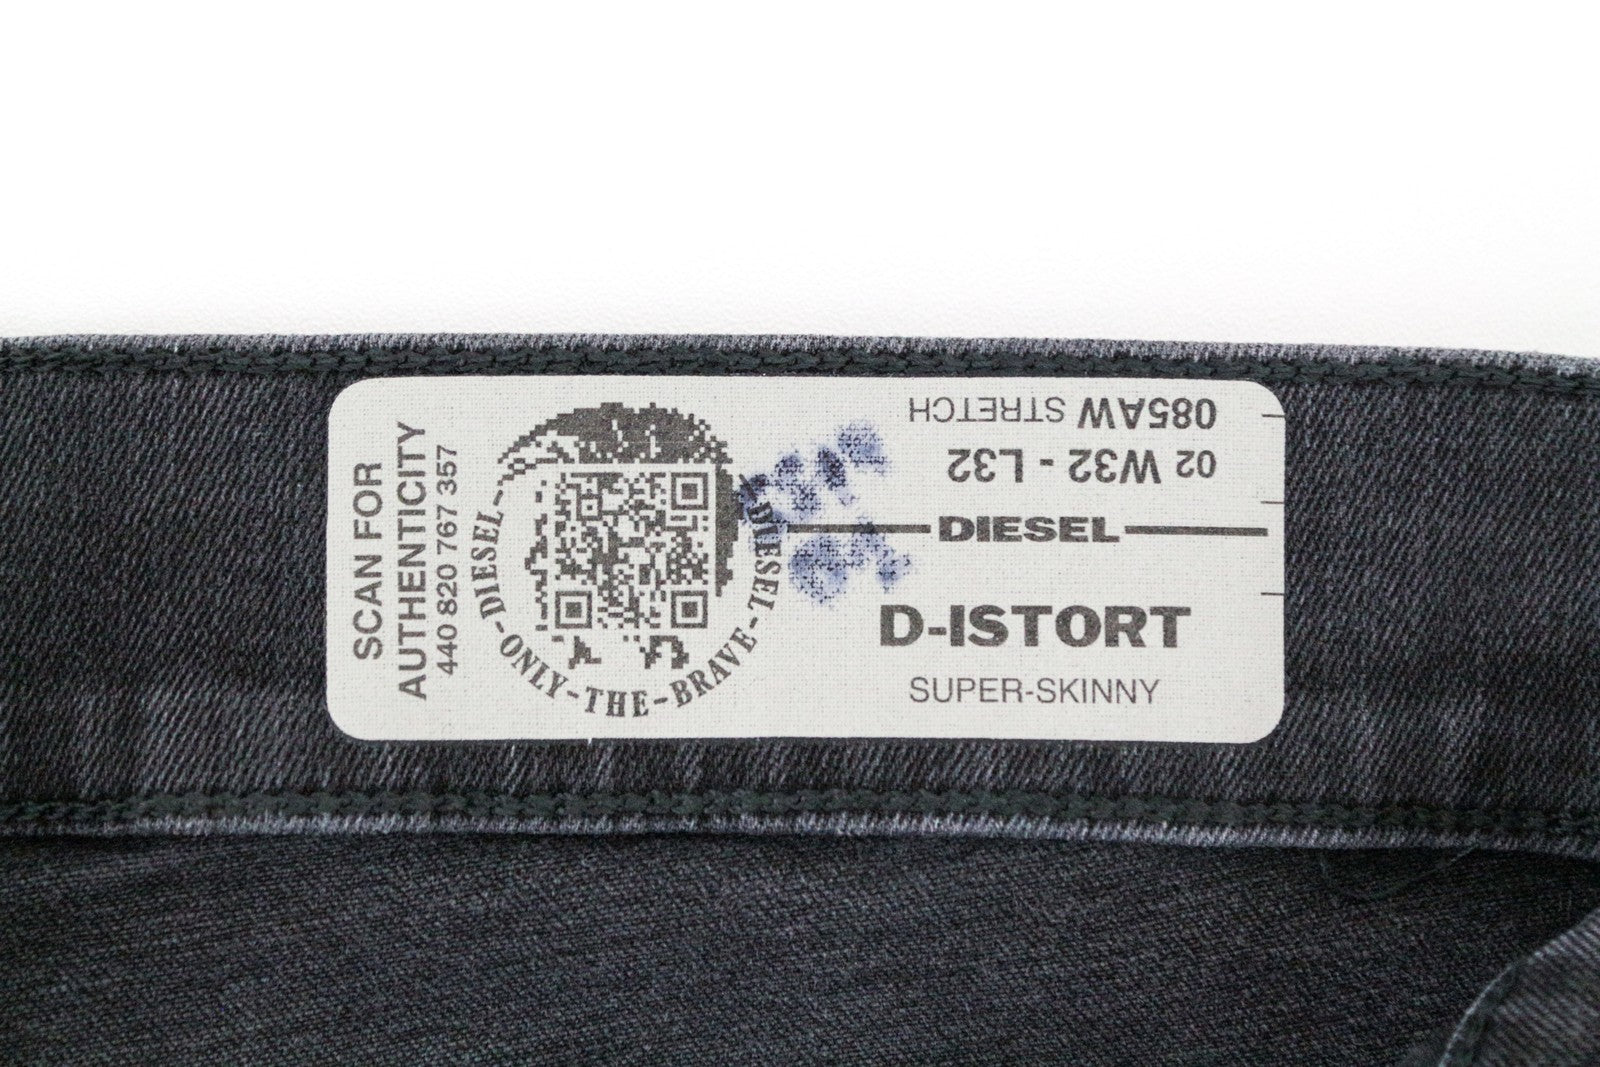 SCAN FOR
AUTHENTICITY
440 820 767 357
-DIESEL-ONLY-THE-BRAVE-DIESEL-
085AW STRETCH
02 W32 - L32
DIESEL
D-ISTORT
SUPER-SKINNY